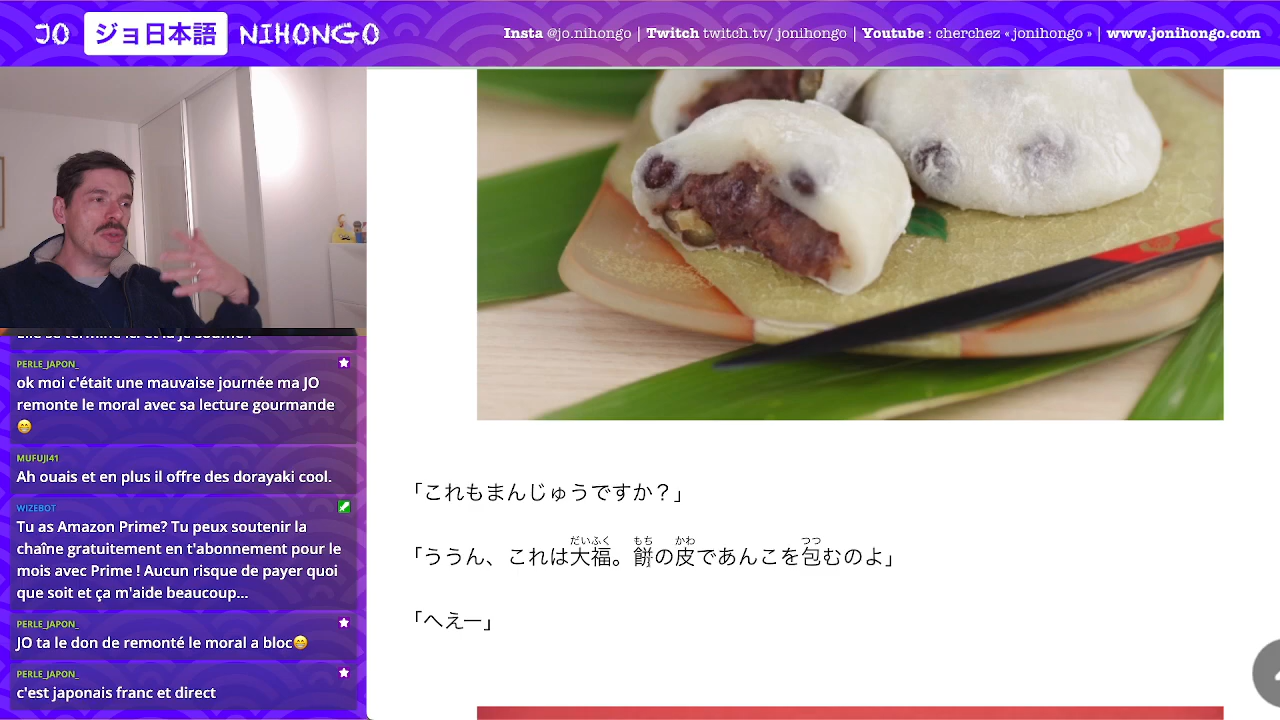 JO ジョ日本語 NIHONGO
Insta @jo.nihongo | Twitch twitch.tv/jonihongo | Youtube : cherchez « jonihongo » | www.jonihongo.com
PERLE_JAPON_
ok moi c'était une mauvaise journée ma JO
remonte le moral avec sa lecture gourmande
😁
MUFUJI41
Ah ouais et en plus il offre des dorayaki cool.
WIZEBOT
Tu as Amazon Prime? Tu peux soutenir la
chaîne gratuitement en t'abonnement pour le
mois avec Prime ! Aucun risque de payer quoi
que soit et ça m'aide beaucoup...
PERLE_JAPON_
JO ta le don de remonté le moral a bloc😁
PERLE_JAPON_
c'est japonais franc et direct
「これもまんじゅうですか？」
だいふく もち かわ つつ
「ううん、これは大福。餅の皮であんこを包むのよ」
「へえー」